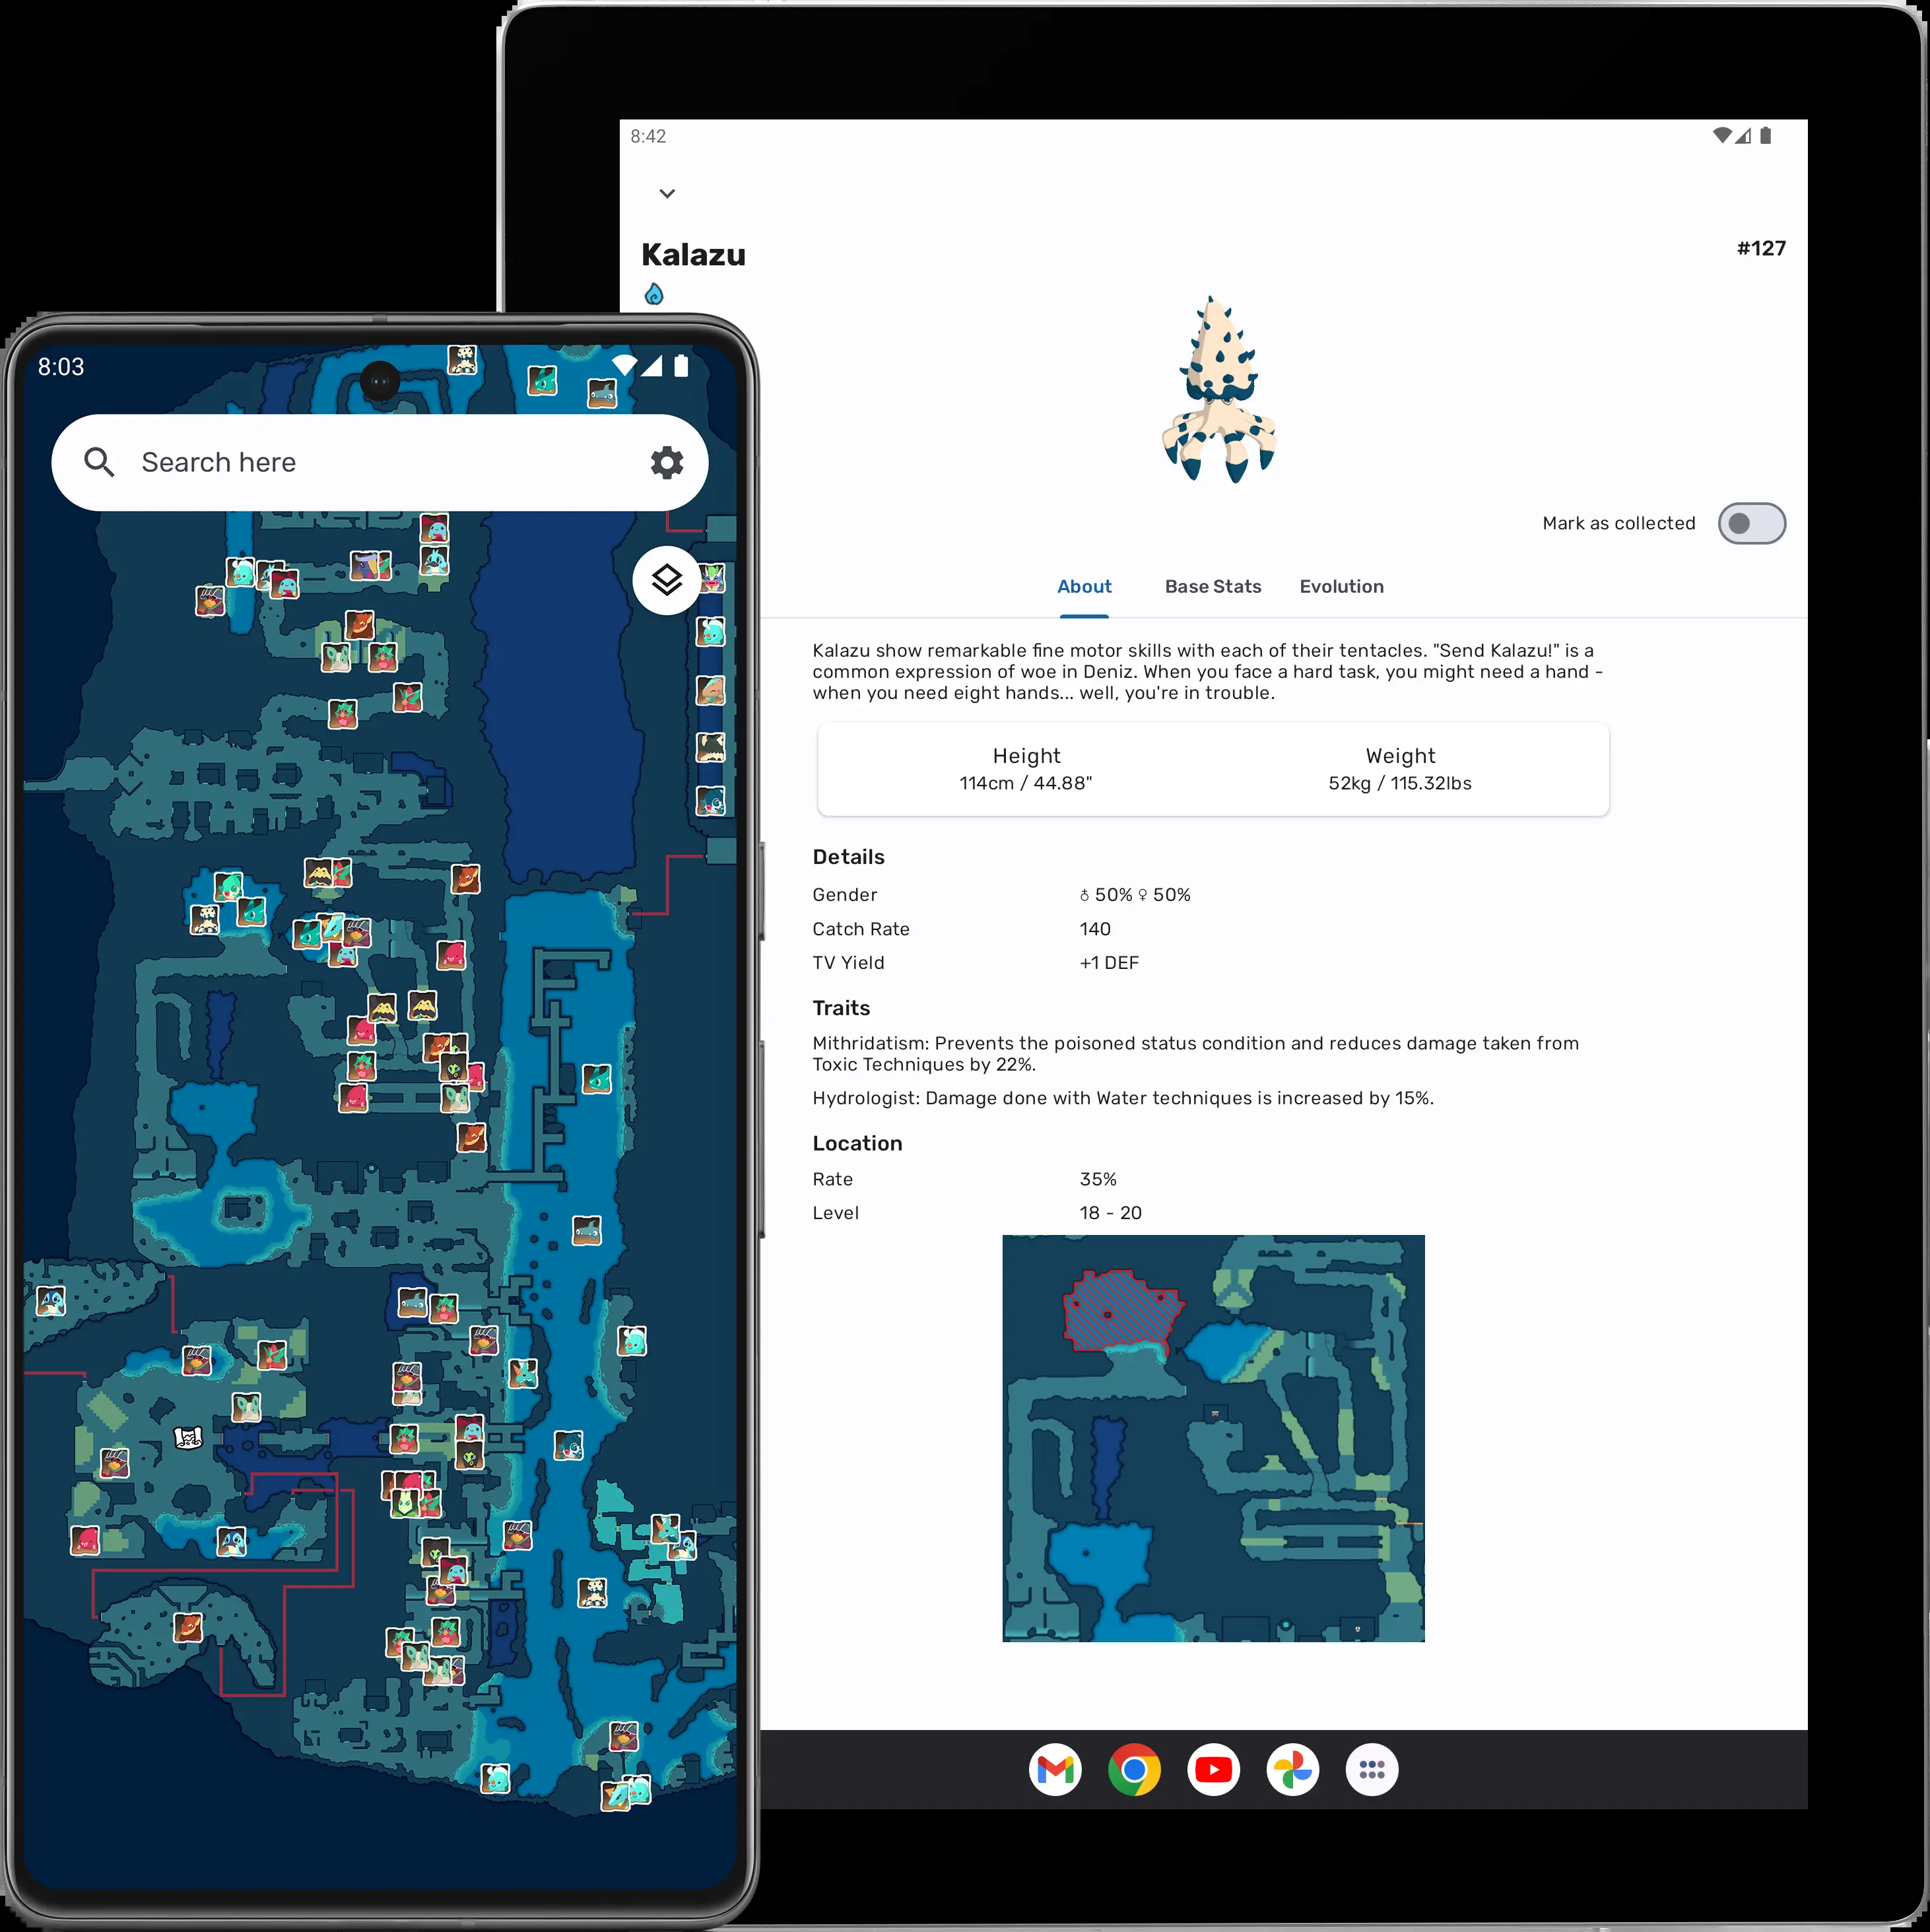 8:42
Kalazu
#127
Mark as collected
About Base Stats Evolution
Kalazu show remarkable fine motor skills with each of their tentacles. "Send Kalazu!" is a
common expression of woe in Deniz. When you face a hard task, you might need a hand -
when you need eight hands... well, you're in trouble.
Height Weight
114cm / 44.88" 52kg / 115.32lbs
Details
Gender ♂ 50% ♀ 50%
Catch Rate 140
TV Yield +1 DEF
Traits
Mithridatism: Prevents the poisoned status condition and reduces damage taken from
Toxic Techniques by 22%.
Hydrologist: Damage done with Water techniques is increased by 15%.
Location
Rate 35%
Level 18 - 20
8:03
Search here